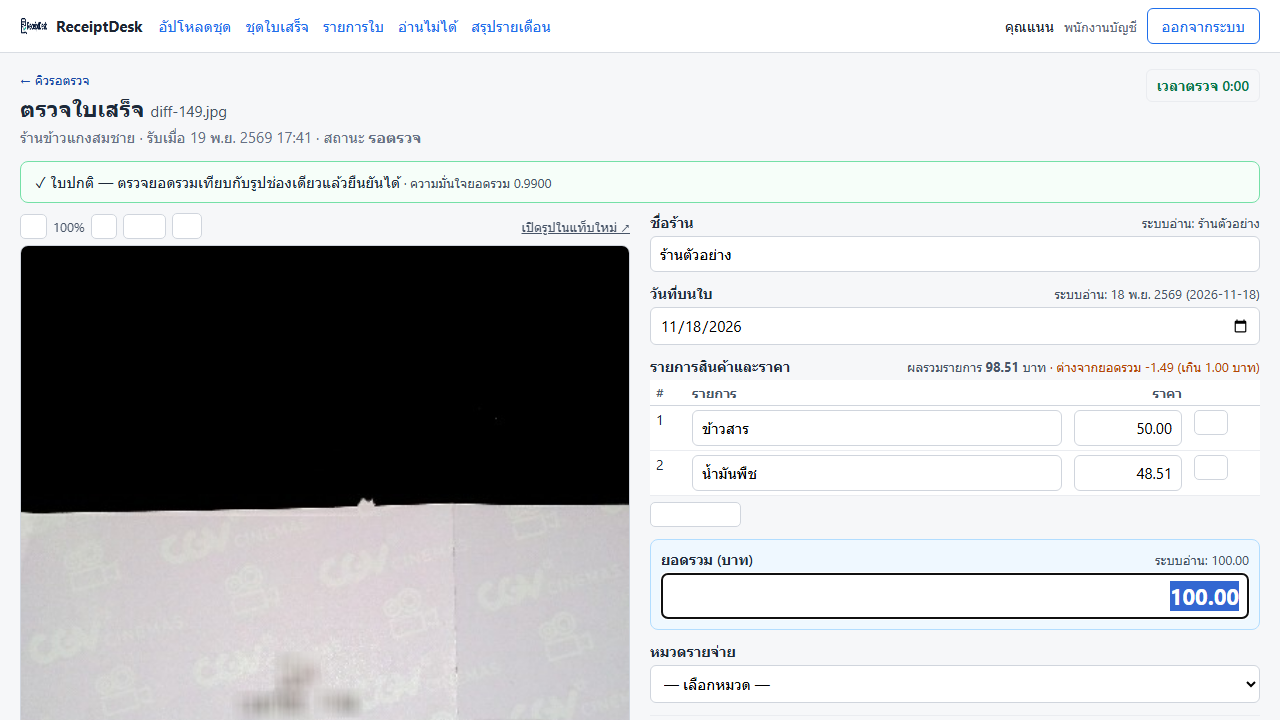 ReceiptDesk อัปโหลดชุด ชุดใบเสร็จ รายการใบ อ่านไม่ได้ สรุปรายเดือน คุณแนน พนักงานบัญชี ออกจากระบบ
← คิวรอตรวจ
เวลาตรวจ 0:00
ตรวจใบเสร็จ diff-149.jpg
ร้านข้าวแกงสมชาย · รับเมื่อ 19 พ.ย. 2569 17:41 · สถานะ รอตรวจ
✓ ใบปกติ — ตรวจยอดรวมเทียบกับรูปช่องเดียวแล้วยืนยันได้ · ความมั่นใจยอดรวม 0.9900
100% เปิดรูปในแท็บใหม่ ↗
CGV CINEMAS
CGV CINEMAS
CGV CINEMAS
CGV CINEMAS
ชื่อร้าน ระบบอ่าน: ร้านตัวอย่าง
ร้านตัวอย่าง
วันที่บนใบ ระบบอ่าน: 18 พ.ย. 2569 (2026-11-18)
11/18/2026
รายการสินค้าและราคา ผลรวมรายการ 98.51 บาท · ต่างจากยอดรวม -1.49 (เกิน 1.00 บาท)
# รายการ ราคา
1 ข้าวสาร 50.00
2 น้ำมันพืช 48.51
ยอดรวม (บาท) ระบบอ่าน: 100.00
100.00
หมวดรายจ่าย
— เลือกหมวด —